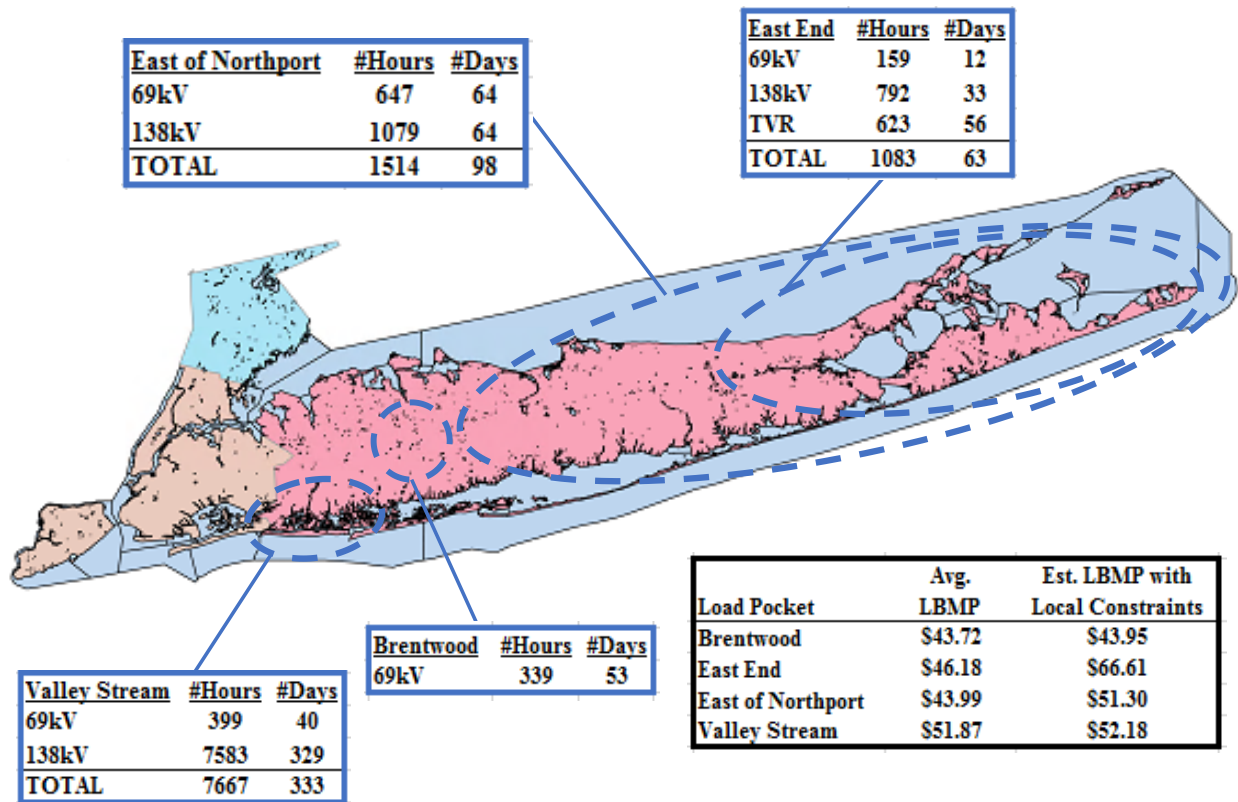 East of Northport #Hours #Days
69kV 647 64
138kV 1079 64
TOTAL 1514 98
East End #Hours #Days
69kV 159 12
138kV 792 33
TVR 623 56
TOTAL 1083 63
Valley Stream #Hours #Days
69kV 399 40
138kV 7583 329
TOTAL 7667 333
Brentwood #Hours #Days
69kV 339 53
Avg. Est. LBMP with
Load Pocket LBMP Local Constraints
Brentwood $43.72 $43.95
East End $46.18 $66.61
East of Northport $43.99 $51.30
Valley Stream $51.87 $52.18